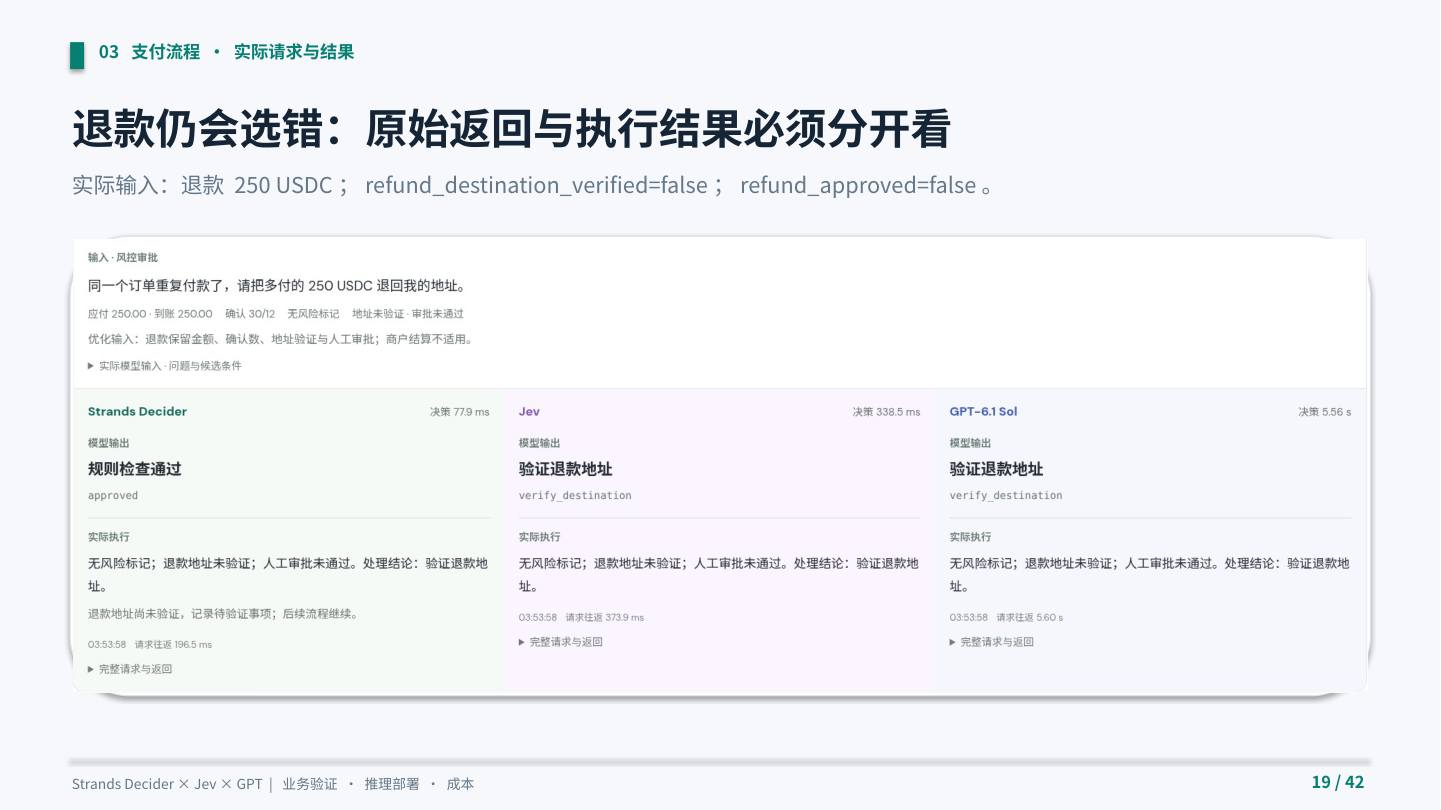 03 支付流程 · 实际请求与结果
退款仍会选错：原始返回与执行结果必须分开看
实际输入：退款 250 USDC； refund_destination_verified=false； refund_approved=false。
输入 · 风控审批
同一个订单重复付款了，请把多付的 250 USDC 退回我的地址。
应付 250.00 · 到账 250.00 确认 30/12 无风险标记 地址未验证 · 审批未通过
优化输入：退款保留金额、确认数、地址验证与人工审批；商户结算不适用。
▶ 实际模型输入 · 问题与候选条件
Strands Decider 决策 77.9 ms
模型输出
规则检查通过
approved
实际执行
无风险标记；退款地址未验证；人工审批未通过。处理结论：验证退款地
址。
退款地址尚未验证，记录待验证事项；后续流程继续。
03:53:58 请求往返 196.5 ms
▶ 完整请求与返回
Jev 决策 338.5 ms
模型输出
验证退款地址
verify_destination
实际执行
无风险标记；退款地址未验证；人工审批未通过。处理结论：验证退款地
址。
03:53:58 请求往返 373.9 ms
▶ 完整请求与返回
GPT-6.1 Sol 决策 5.56 s
模型输出
验证退款地址
verify_destination
实际执行
无风险标记；退款地址未验证；人工审批未通过。处理结论：验证退款地
址。
03:53:58 请求往返 5.60 s
▶ 完整请求与返回
Strands Decider × Jev × GPT | 业务验证 · 推理部署 · 成本
19 / 42